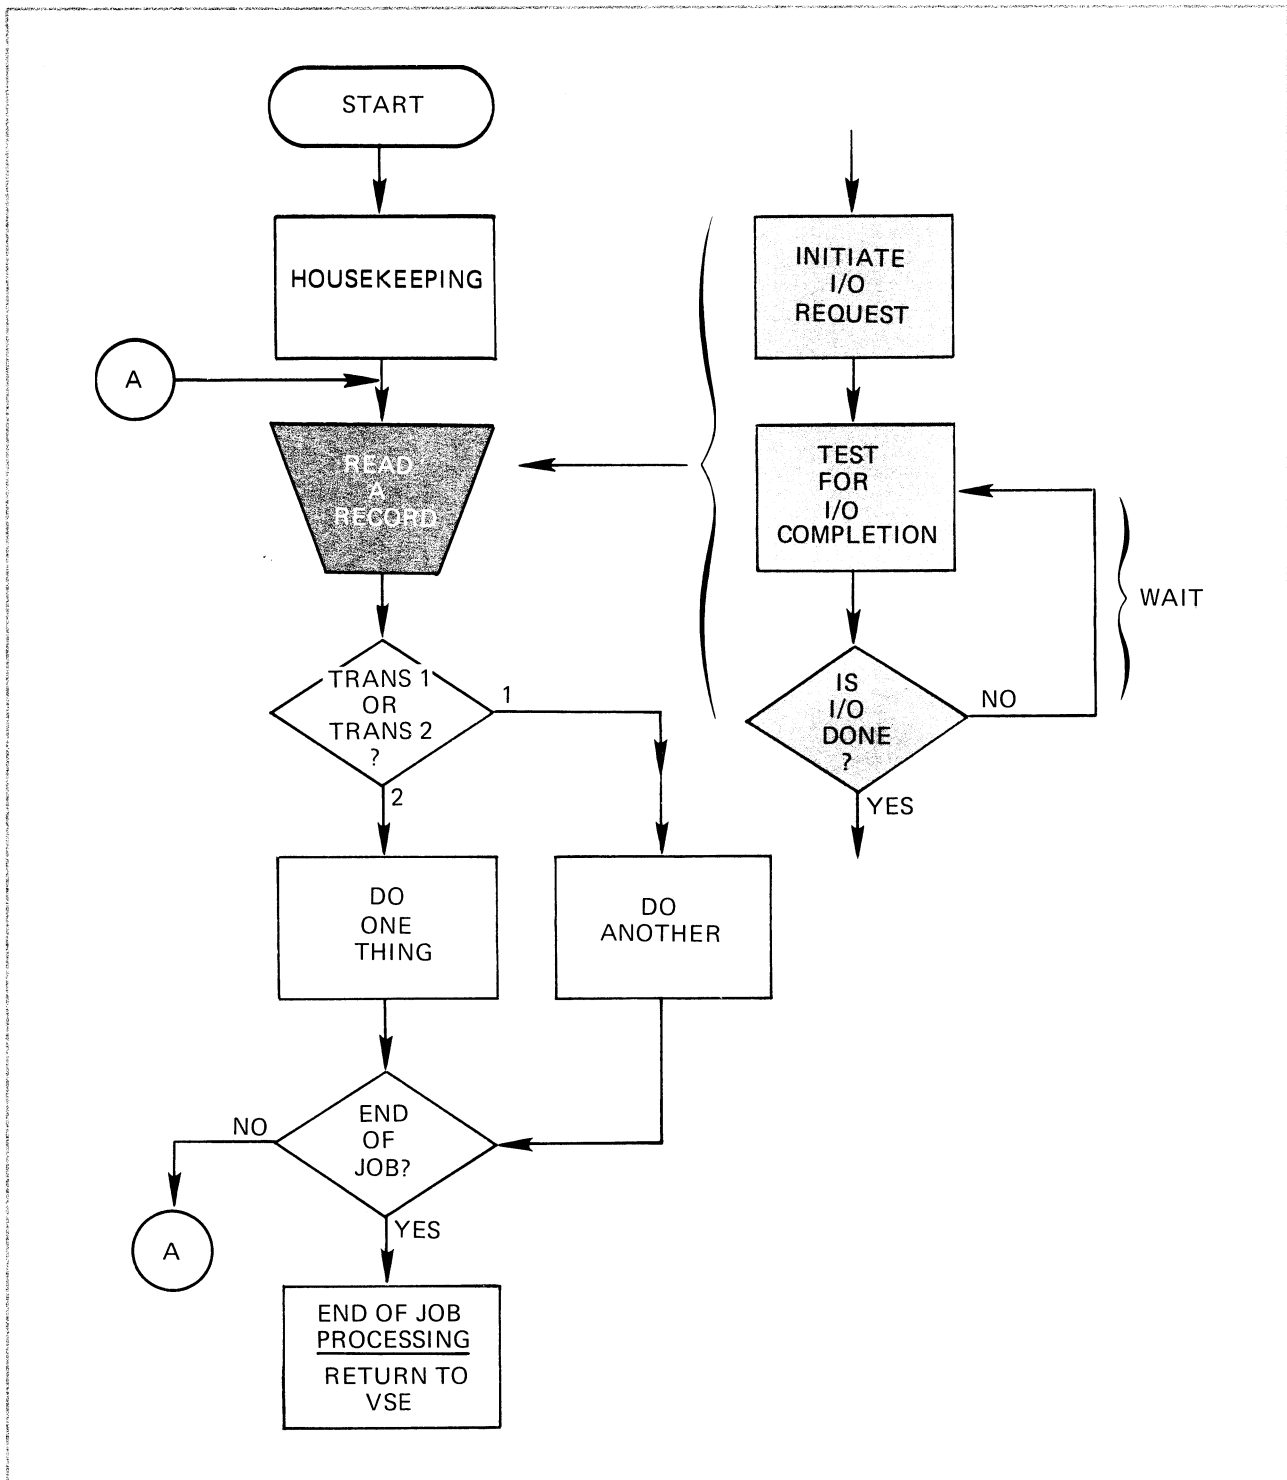 START
HOUSEKEEPING
A
READ
A
RECORD
TRANS 1
OR
TRANS 2
?
1
2
DO
ONE
THING
DO
ANOTHER
END
OF
JOB?
NO
A
YES
END OF JOB
PROCESSING
RETURN TO
VSE
INITIATE
I/O
REQUEST
TEST
FOR
I/O
COMPLETION
WAIT
IS
I/O
DONE
?
NO
YES